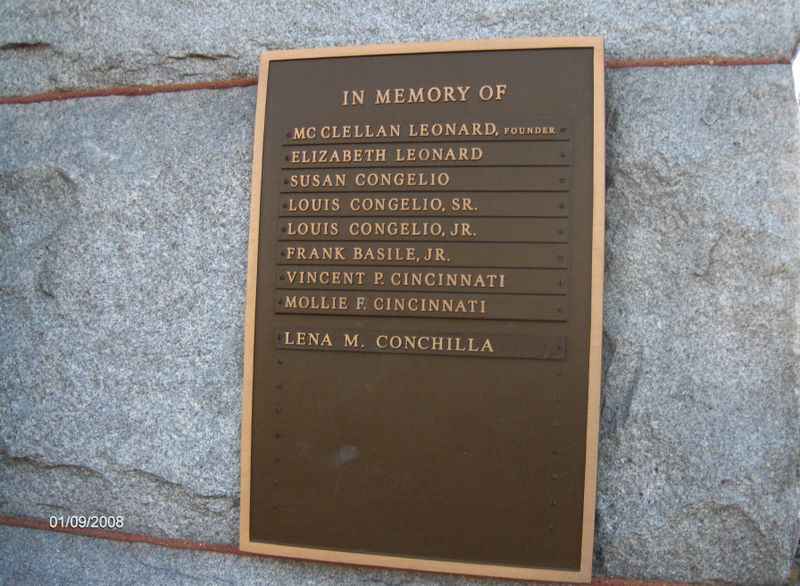 IN MEMORY OF
MC CLELLAN LEONARD, FOUNDER
ELIZABETH LEONARD
SUSAN CONGELIO
LOUIS CONGELIO, SR.
LOUIS CONGELIO, JR.
FRANK BASILE, JR.
VINCENT P. CINCINNATI
MOLLIE F. CINCINNATI
LENA M. CONCHILLA
01/09/2008